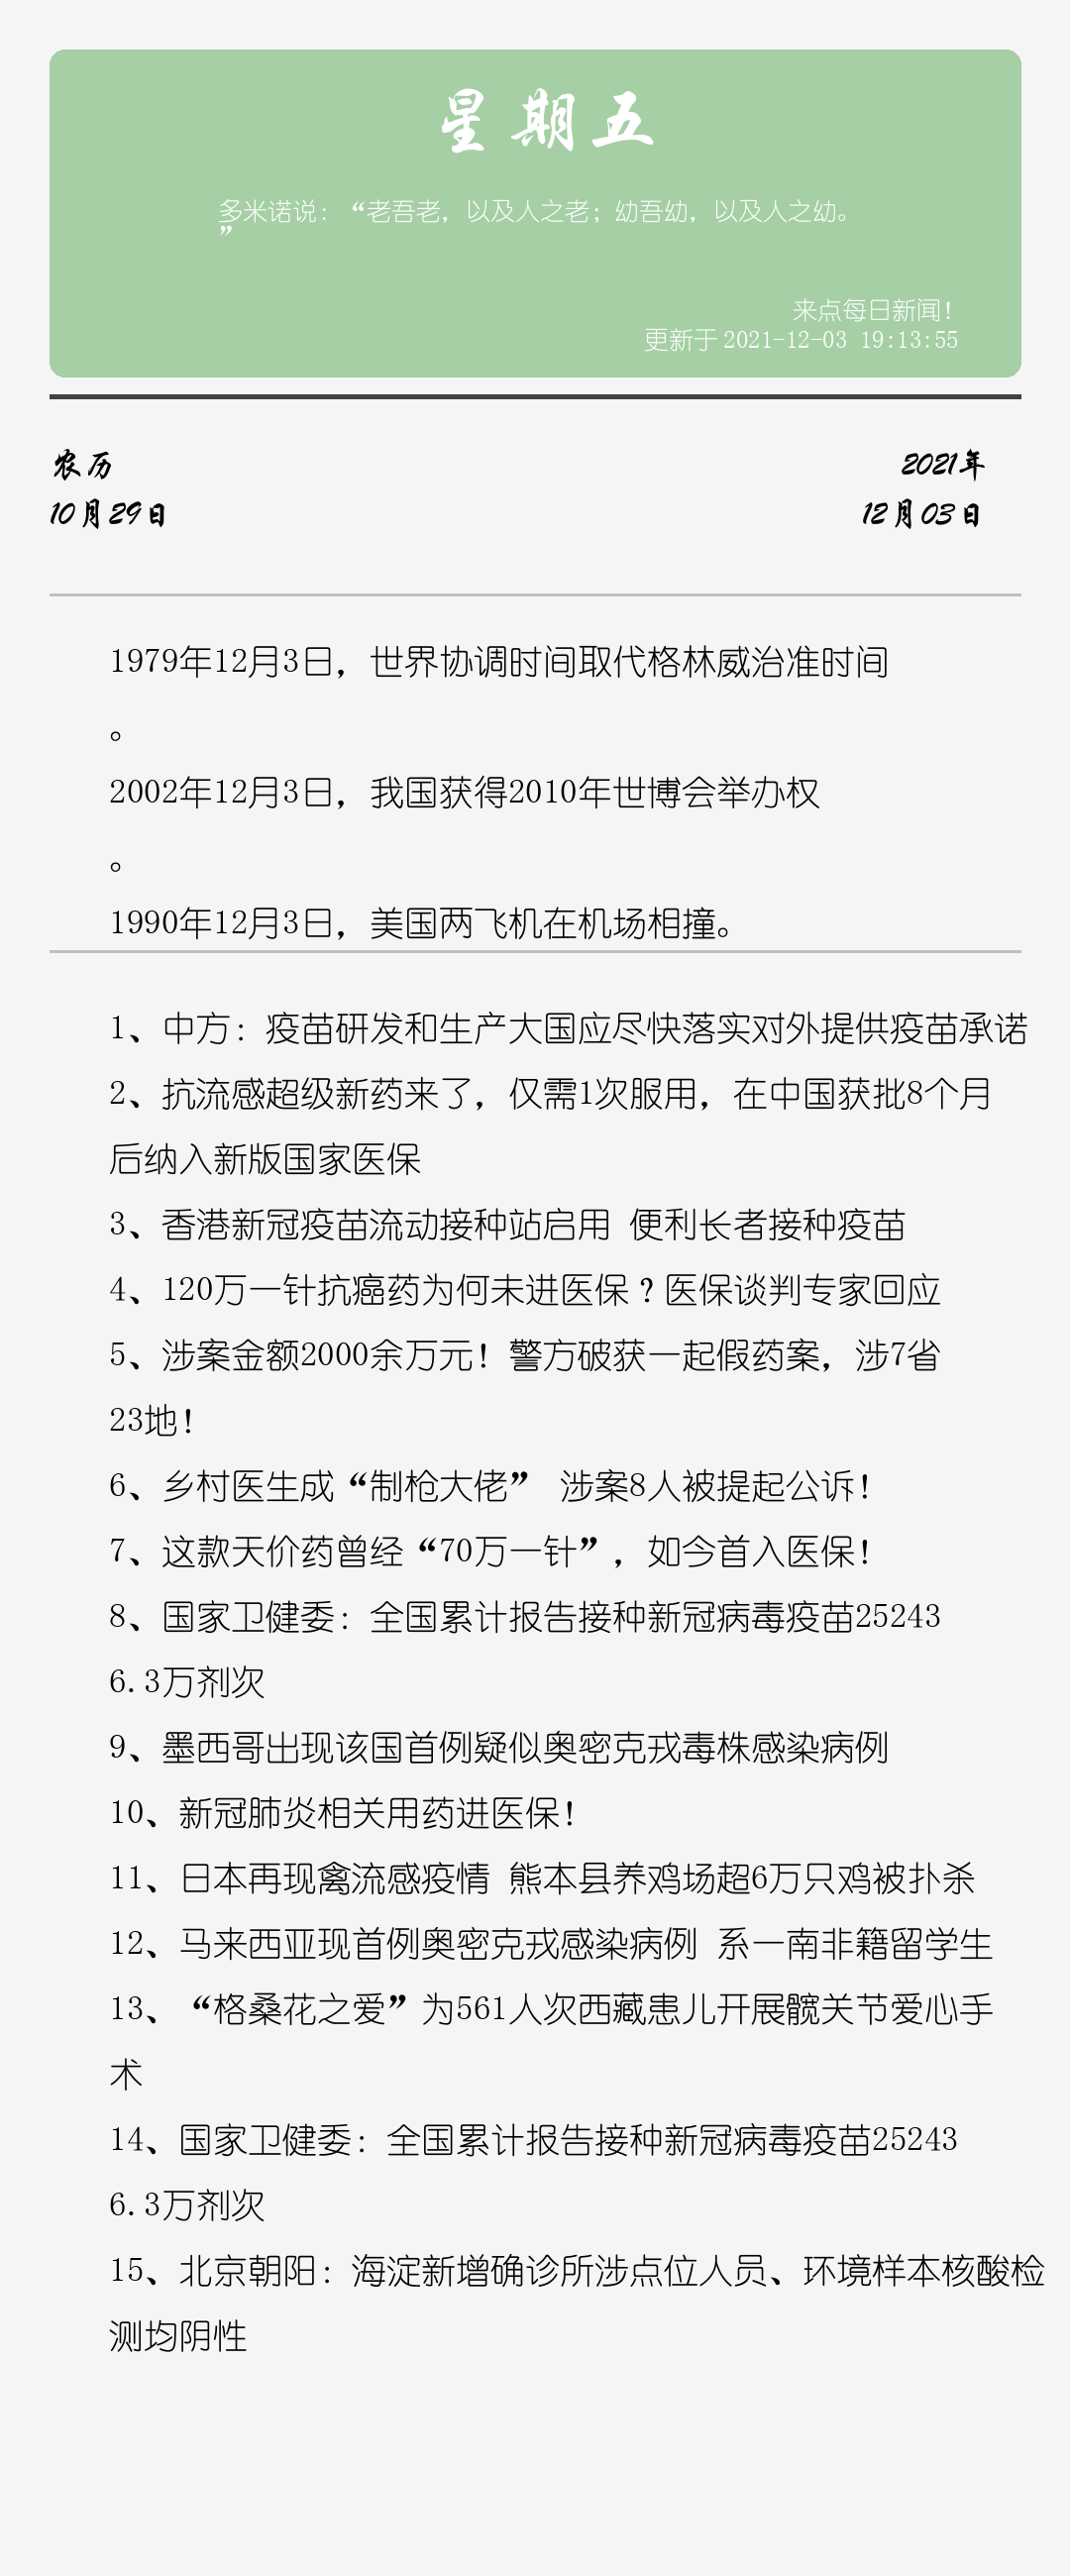 星期五
多米诺说：“老吾老，以及人之老；幼吾幼，以及人之幼。
”
来点每日新闻！
更新于 2021-12-03 19:13:55
农历
2021年
10月29日
12月03日
1979年12月3日，世界协调时间取代格林威治准时间
。
2002年12月3日，我国获得2010年世博会举办权
。
1990年12月3日，美国两飞机在机场相撞。
1、中方：疫苗研发和生产大国应尽快落实对外提供疫苗承诺
2、抗流感超级新药来了，仅需1次服用，在中国获批8个月
后纳入新版国家医保
3、香港新冠疫苗流动接种站启用 便利长者接种疫苗
4、120万一针抗癌药为何未进医保？医保谈判专家回应
5、涉案金额2000余万元！警方破获一起假药案，涉7省
23地！
6、乡村医生成“制枪大佬” 涉案8人被提起公诉！
7、这款天价药曾经“70万一针”，如今首入医保！
8、国家卫健委：全国累计报告接种新冠病毒疫苗25243
6.3万剂次
9、墨西哥出现该国首例疑似奥密克戎毒株感染病例
10、新冠肺炎相关用药进医保！
11、日本再现禽流感疫情 熊本县养鸡场超6万只鸡被扑杀
12、马来西亚现首例奥密克戎感染病例 系一南非籍留学生
13、“格桑花之爱”为561人次西藏患儿开展髋关节爱心手
术
14、国家卫健委：全国累计报告接种新冠病毒疫苗25243
6.3万剂次
15、北京朝阳：海淀新增确诊所涉点位人员、环境样本核酸检
测均阴性